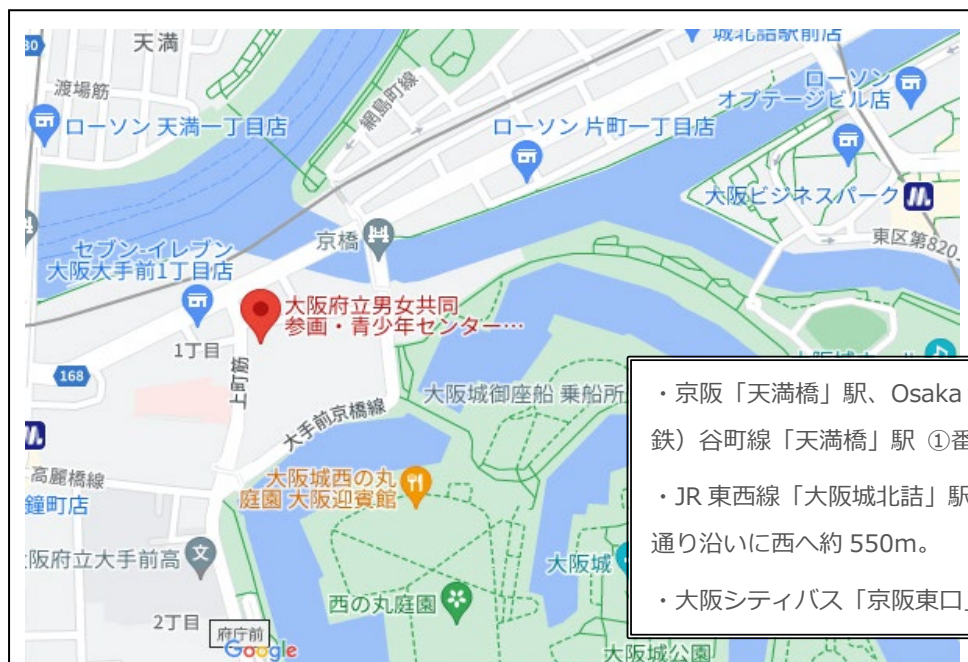 天満
渡場筋
ローソン 天満一丁目店
網島町線
城北詰駅前店
ローソン
オプテージビル店
ローソン 片町一丁目店
大阪ビジネスパーク
東区第820
京橋
セブン-イレブン
大阪大手前1丁目店
大阪府立男女共同
参画・青少年センター…
1丁目
168
上町筋
大手前京橋線
大阪城御座船 乗船所
高麗橋線
鐘町店
大阪城西の丸
庭園 大阪迎賓館
阪府立大手前高
西の丸庭園
大阪城
2丁目
府庁前
Google
大阪城公園
・京阪「天満橋」駅、Osaka
鉄）谷町線「天満橋」駅 ①番
・JR 東西線「大阪城北詰」駅
通り沿いに西へ約 550m。
・大阪シティバス「京阪東口」